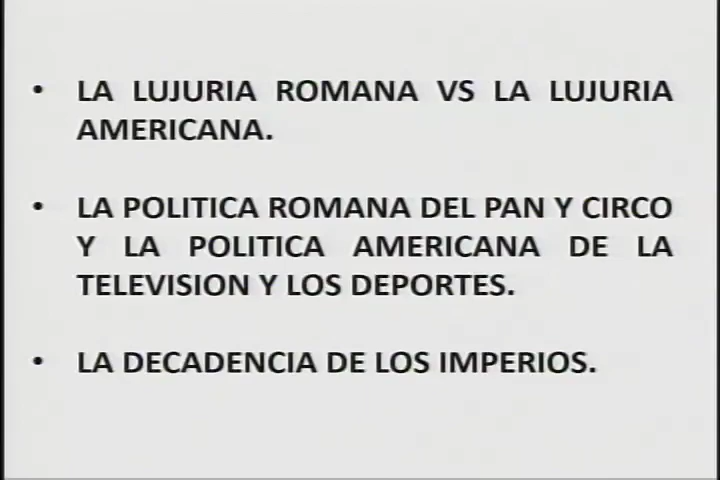 • LA LUJURIA ROMANA VS LA LUJURIA
AMERICANA.
• LA POLITICA ROMANA DEL PAN Y CIRCO
Y LA POLITICA AMERICANA DE LA
TELEVISION Y LOS DEPORTES.
• LA DECADENCIA DE LOS IMPERIOS.